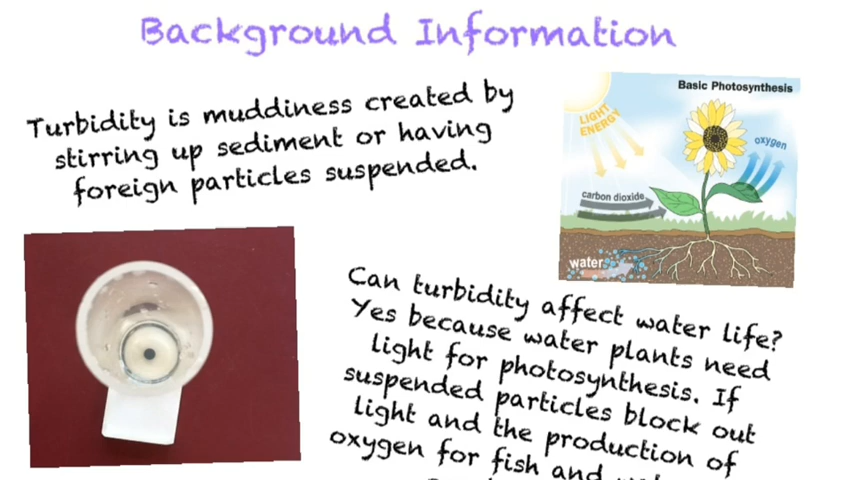 Background Information
Turbidity is muddiness created by
stirring up sediment or having
foreign particles suspended.
Basic Photosynthesis
LIGHT
ENERGY
oxygen
carbon dioxide
water
Can turbidity affect water life?
Yes because water plants need
light for photosynthesis. If
suspended particles block out
light and the production of
oxygen for fish and